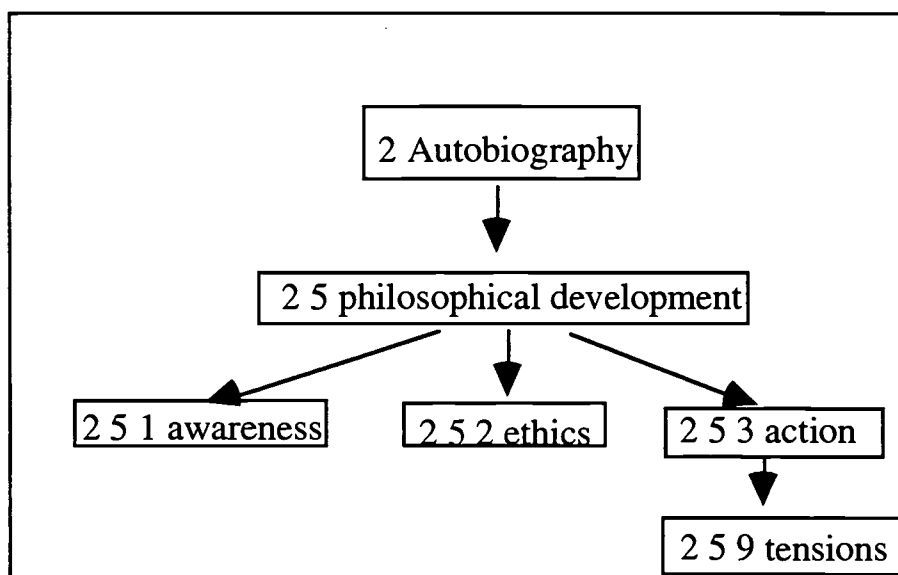 2 Autobiography
2 5 philosophical development
2 5 1 awareness
2 5 2 ethics
2 5 3 action
2 5 9 tensions